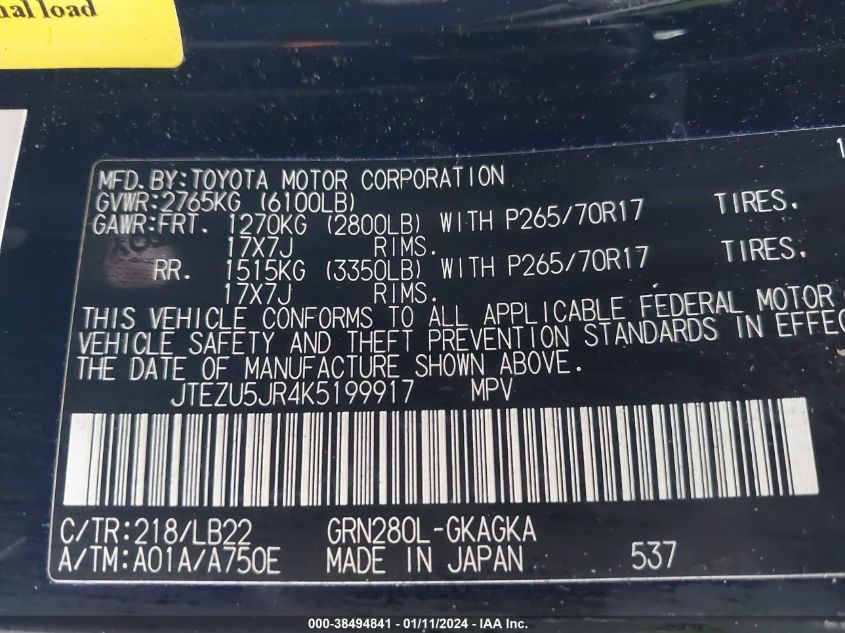 load
MFD. BY: TOYOTA MOTOR CORPORATION
GVWR: 2765KG (6100LB)
GAWR: FRT. 1270KG (2800LB) WITH P265/70R17 TIRES.
17X7J RIMS.
RR. 1515KG (3350LB) WITH P265/70R17 TIRES.
17X7J RIMS.
THIS VEHICLE CONFORMS TO ALL APPLICABLE FEDERAL MOTOR
VEHICLE SAFETY AND THEFT PREVENTION STANDARDS IN EFFEC
THE DATE OF MANUFACTURE SHOWN ABOVE.
JTEZU5JR4K5199917 MPV
C/TR: 218/LB22 GRN280L-GKAGKA
A/TM: A01A/A750E MADE IN JAPAN 537
000-38494841 - 01/11/2024 - IAA Inc.